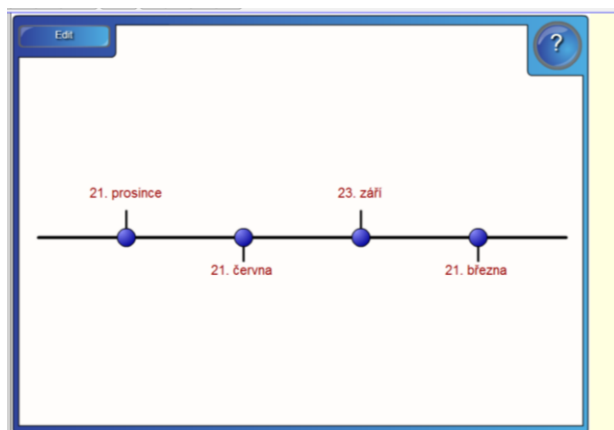 Edit
?
21. prosince
23. září
21. června
21. března